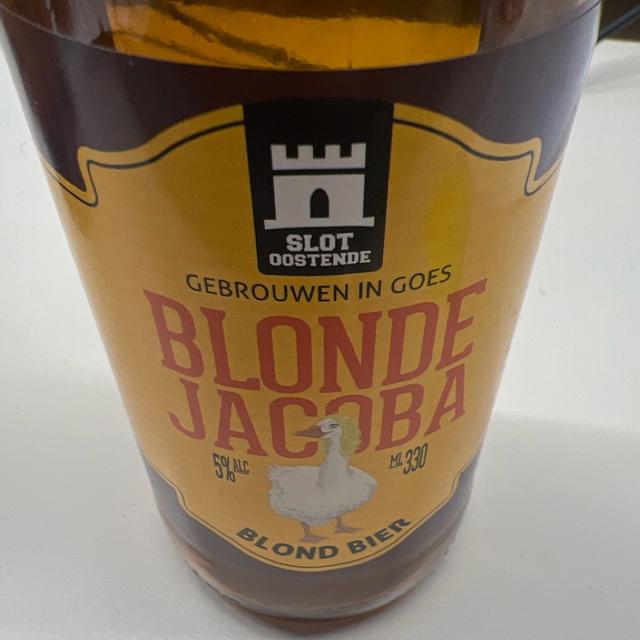 SLOT
OOSTENDE
GEBROUWEN IN GOES
BLONDE
JACOBA
5% ALC
ML 330
BLOND BIER